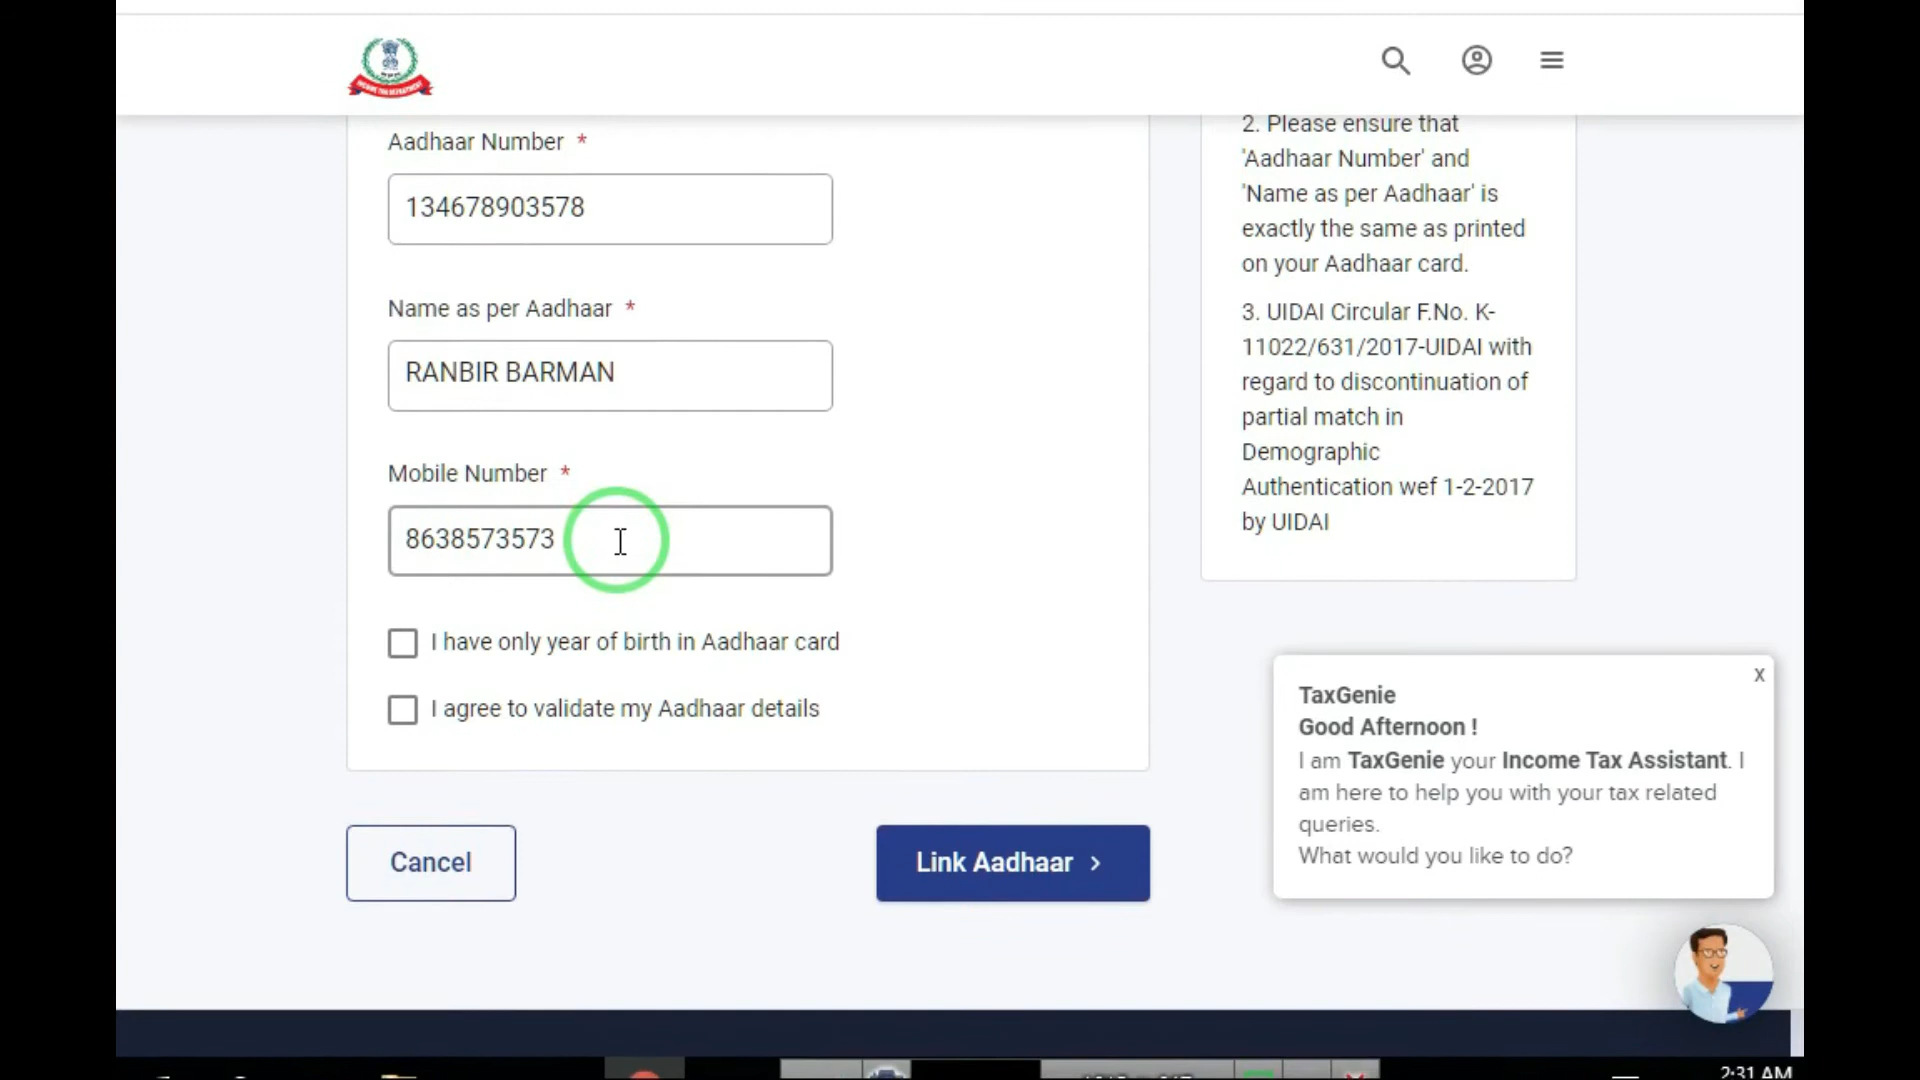 INCOME TAX DEPARTMENT
Aadhaar Number *
134678903578
Name as per Aadhaar *
RANBIR BARMAN
Mobile Number *
8638573573
I have only year of birth in Aadhaar card
I agree to validate my Aadhaar details
Cancel
Link Aadhaar >
2. Please ensure that
'Aadhaar Number' and
'Name as per Aadhaar' is
exactly the same as printed
on your Aadhaar card.
3. UIDAI Circular F.No. K-
11022/631/2017-UIDAI with
regard to discontinuation of
partial match in
Demographic
Authentication wef 1-2-2017
by UIDAI
X
TaxGenie
Good Afternoon !
I am TaxGenie your Income Tax Assistant. I
am here to help you with your tax related
queries.
What would you like to do?
2:31 AM